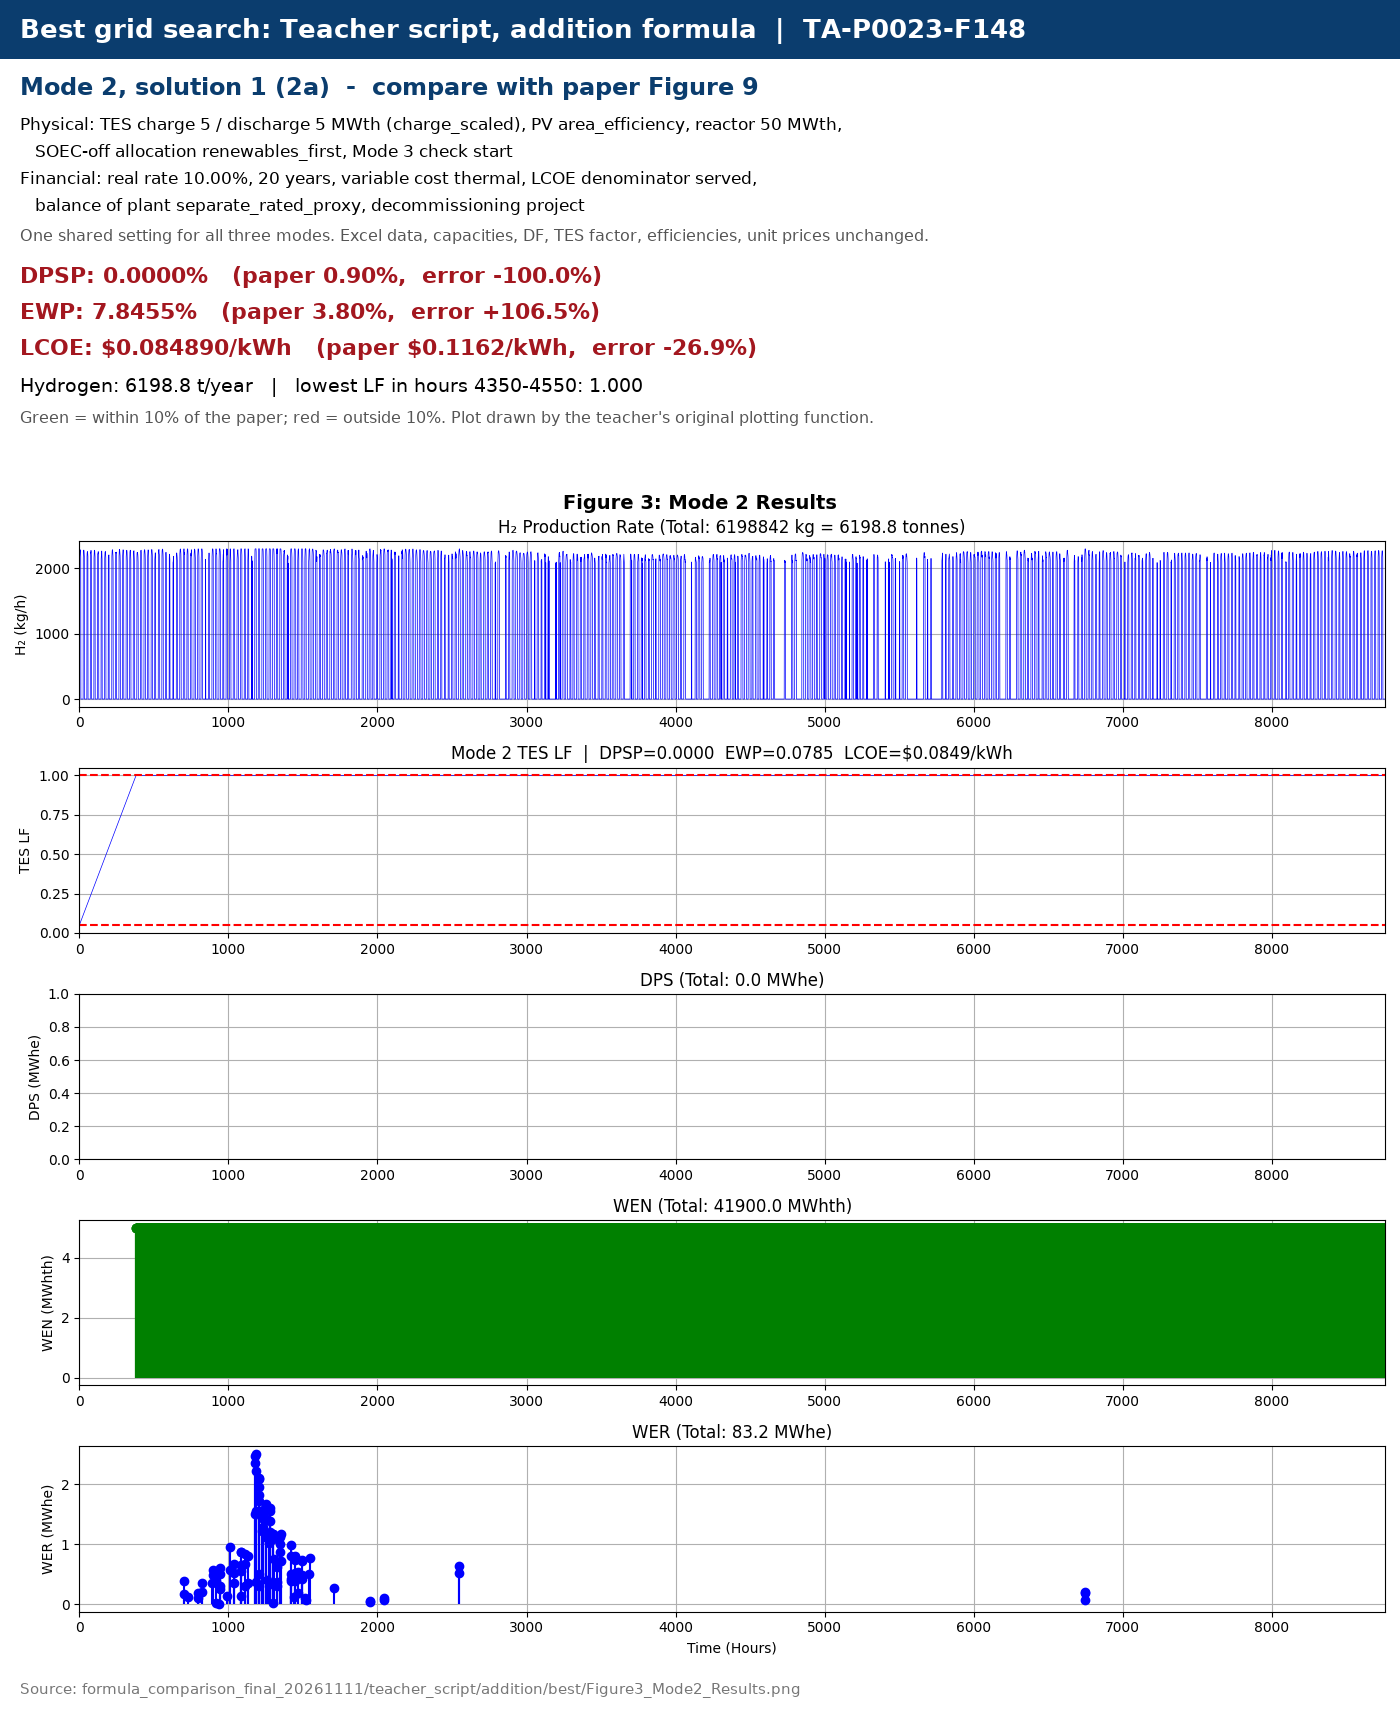 Best grid search: Teacher script, addition formula | TA-P0023-F148
Mode 2, solution 1 (2a) - compare with paper Figure 9
Physical: TES charge 5 / discharge 5 MWth (charge_scaled), PV area_efficiency, reactor 50 MWth,
SOEC-off allocation renewables_first, Mode 3 check start
Financial: real rate 10.00%, 20 years, variable cost thermal, LCOE denominator served,
balance of plant separate_rated_proxy, decommissioning project
One shared setting for all three modes. Excel data, capacities, DF, TES factor, efficiencies, unit prices unchanged.
DPSP: 0.0000% (paper 0.90%, error -100.0%)
EWP: 7.8455% (paper 3.80%, error +106.5%)
LCOE: $0.084890/kWh (paper $0.1162/kWh, error -26.9%)
Hydrogen: 6198.8 t/year | lowest LF in hours 4350-4550: 1.000
Green = within 10% of the paper; red = outside 10%. Plot drawn by the teacher's original plotting function.
Figure 3: Mode 2 Results
H₂ Production Rate (Total: 6198842 kg = 6198.8 tonnes)
H₂ (kg/h)
2000
1000
0
0 1000 2000 3000 4000 5000 6000 7000 8000
Mode 2 TES LF | DPSP=0.0000 EWP=0.0785 LCOE=$0.0849/kWh
TES LF
1.00
0.75
0.50
0.25
0.00
0 1000 2000 3000 4000 5000 6000 7000 8000
DPS (Total: 0.0 MWhe)
DPS (MWhe)
1.0
0.8
0.6
0.4
0.2
0.0
0 1000 2000 3000 4000 5000 6000 7000 8000
WEN (Total: 41900.0 MWhth)
WEN (MWhth)
4
2
0
0 1000 2000 3000 4000 5000 6000 7000 8000
WER (Total: 83.2 MWhe)
WER (MWhe)
2
1
0
0 1000 2000 3000 4000 5000 6000 7000 8000
Time (Hours)
Source: formula_comparison_final_20261111/teacher_script/addition/best/Figure3_Mode2_Results.png